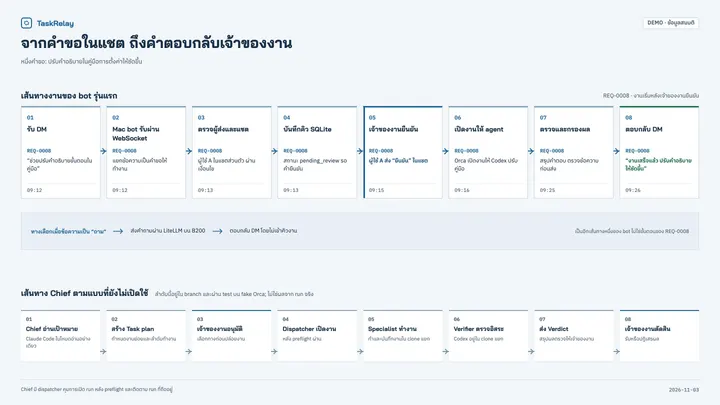 TaskRelay
DEMO · ข้อมูลสมมติ
จากคำขอในแชต ถึงคำตอบกลับเจ้าของงาน
หนึ่งคำขอ: ปรับคำอธิบายในคู่มือการตั้งค่าให้ชัดขึ้น
เส้นทางงานของ bot รุ่นแรก
REQ-0008 · งานเริ่มหลังเจ้าของงานยืนยัน
01
รับ DM
REQ-0008
"ช่วยปรับคำอธิบายขั้นตอนในคู่มือ"
09:12
02
Mac bot รับผ่าน WebSocket
REQ-0008
แยกข้อความเป็นคำขอให้ทำงาน
09:12
03
ตรวจผู้ส่งและแชต
REQ-0008
ผู้ใช้ A ในแชตส่วนตัว ผ่านเงื่อนไข
09:13
04
บันทึกคิว SQLite
REQ-0008
สถานะ pending_review รอคำยืนยัน
09:13
05
เจ้าของงานยืนยัน
REQ-0008
ผู้ใช้ A ส่ง "ยืนยัน" ในแชต
09:15
06
เปิดงานให้ agent
REQ-0008
Orca เปิดงานให้ Codex ปรับคู่มือ
09:16
07
ตรวจและกรองผล
REQ-0008
สรุปคำตอบ ตรวจข้อความก่อนส่ง
09:25
08
ตอบกลับ DM
REQ-0008
"งานเสร็จแล้ว ปรับคำอธิบายให้ชัดขึ้น"
09:26
ทางเลือกเมื่อข้อความเป็น "ถาม"
ส่งคำถามผ่าน LiteLLM บน B200
ตอบกลับ DM โดยไม่เข้าคิวงาน
เป็นอีกเส้นทางหนึ่งของ bot ไม่ใช่ขั้นตอนของ REQ-0008
เส้นทาง Chief ตามแบบที่ยังไม่เปิดใช้
ลำดับนี้อยู่ใน branch และผ่าน test บน fake Orca; ไม่ใช่ผลจาก run จริง
01
Chief อ่านเป้าหมาย
Claude Code ในโหมดอ่านอย่างเดียว
02
สร้าง Task plan
กำหนดงานย่อยและลำดับทำงาน
03
เจ้าของงานอนุมัติ
เลือกการก่อนปล่อยงาน
04
Dispatcher เปิดงาน
หลัง preflight ผ่าน
05
Specialist ทำงาน
ทำและบันทึกงานใน clone แยก
06
Verifier ตรวจอิสระ
Codex อยู่ใน clone แยก
07
ส่ง Verdict
สรุปผลตรวจให้เจ้าของงาน
08
เจ้าของงานตัดสิน
รับหรือปฏิเสธผล
Chief มี dispatcher คุมการเปิด run หลัง preflight และติดตาม run ที่ถืออยู่
2026-11-03